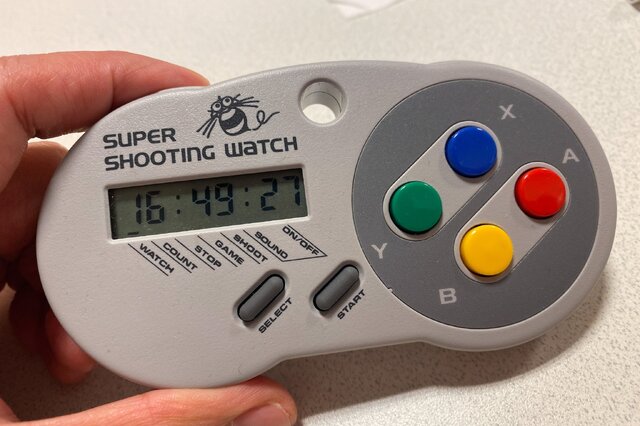 SUPER
SHOOTING WATCH
16:49:27
WATCH
COUNT
STOP
GAME
SHOOT
SOUND
ON/OFF
SELECT
START
X
A
Y
B